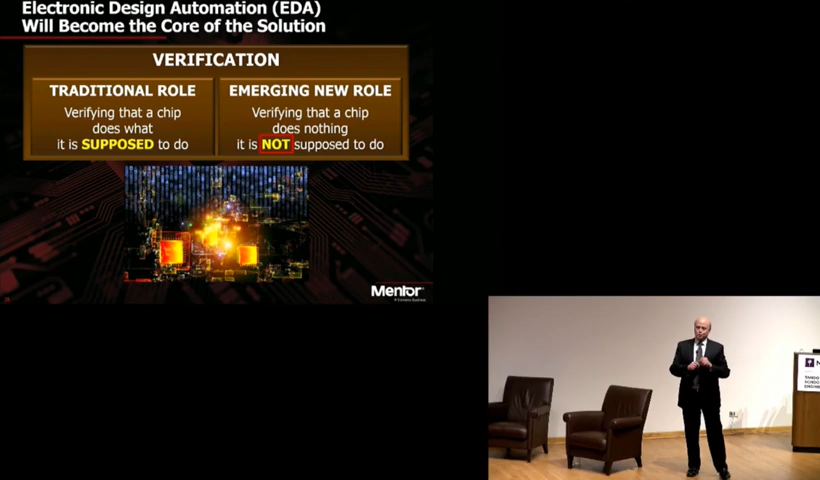 Electronic Design Automation (EDA)
Will Become the Core of the Solution
VERIFICATION
TRADITIONAL ROLE
Verifying that a chip
does what
it is SUPPOSED to do
EMERGING NEW ROLE
Verifying that a chip
does nothing
it is NOT supposed to do
Mentor
A Siemens Business